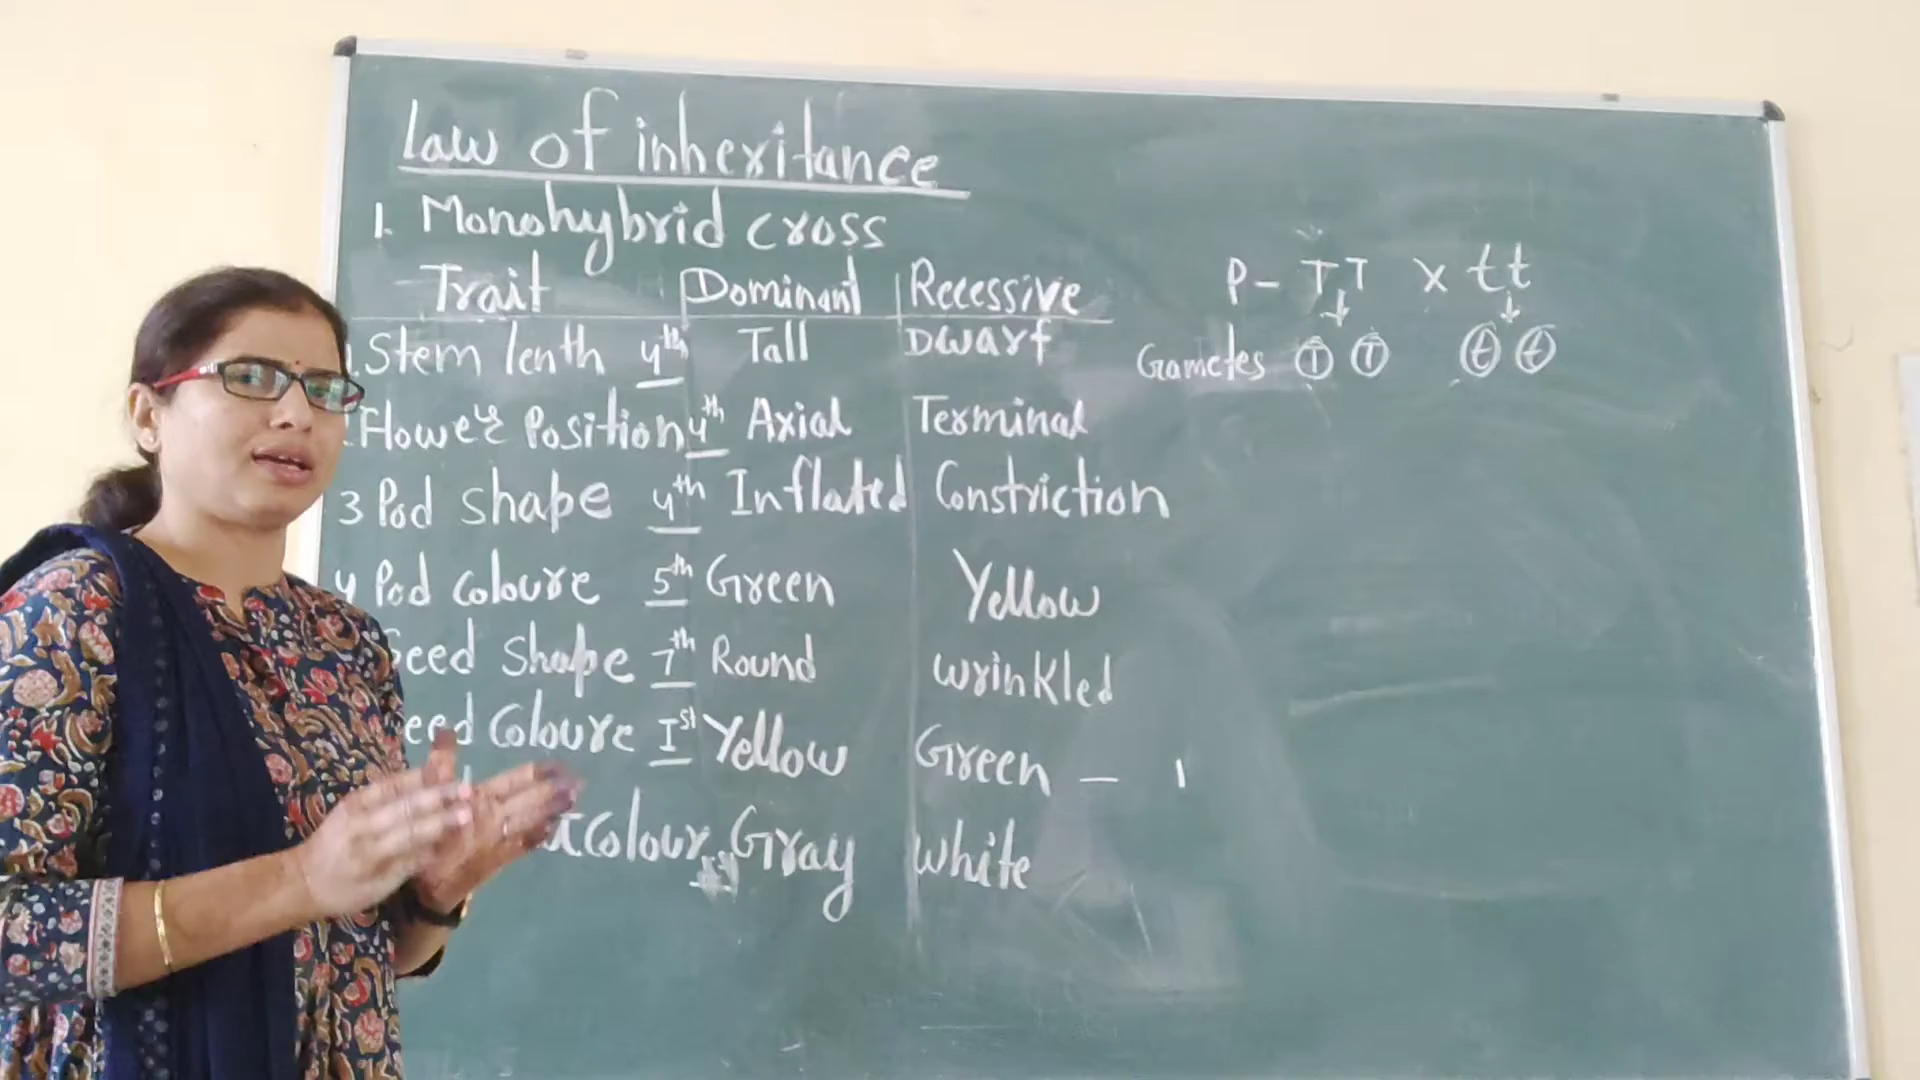 Law of inheritance
1. Monohybrid cross
Trait Dominant Recessive
Stem lenth 4th Tall Dwarf
Flower Position 4th Axial Terminal
3 Pod shape 4th Inflated Constriction
4 Pod coloure 5th Green Yellow
Seed shape 7th Round wrinkled
Coloure Ist Yellow Green — 1
Colour Gray white
P- TT x tt
Gametes T T t t